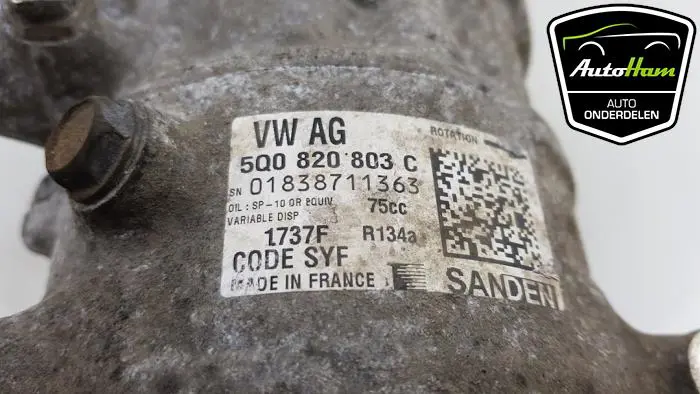 AutoHam
AUTO
ONDERDELEN
VW AG
ROTATION
5Q0 820 803 C
SN 01838711363
OIL : SP-10 OR EQUIV 75cc
VARIABLE DISP
1737F R134a
CODE SYF
MADE IN FRANCE
SANDEN